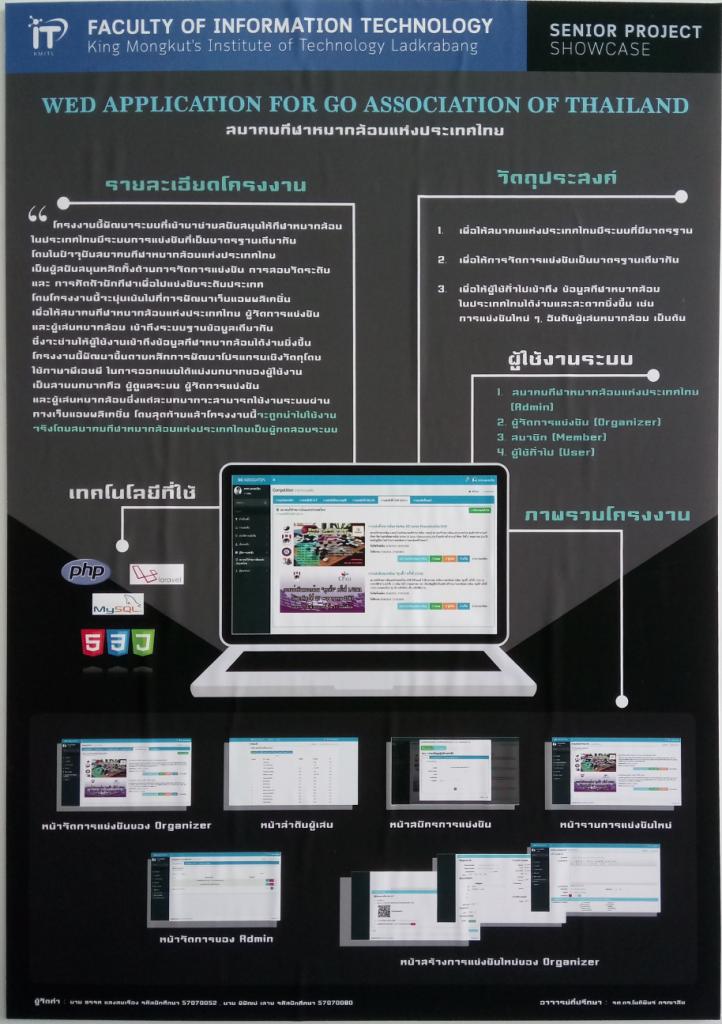 iT
KMITL
FACULTY OF INFORMATION TECHNOLOGY
King Mongkut's Institute of Technology Ladkrabang
SENIOR PROJECT
SHOWCASE
WED APPLICATION FOR GO ASSOCIATION OF THAILAND
สมาคมกีฬาหมากล้อมแห่งประเทศไทย
รายละเอียดโครงงาน
“ โครงงานนี้พัฒนาระบบที่เข้ามาช่วยสนับสนุนให้กีฬาหมากล้อม
ในประเทศไทยมีระบบการแข่งขันที่เป็นมาตรฐานเดียวกัน
โดยในปัจจุบันสมาคมกีฬาหมากล้อมแห่งประเทศไทย
เป็นผู้สนับสนุนหลักทั้งด้านการจัดการแข่งขัน การสอบวัดระดับ
และ การคัดตัวนักกีฬาเพื่อไปแข่งขันระดับประเทศ
โดยโครงงานนี้จะมุ่งเน้นไปที่การพัฒนาเว็บแอพพลิเคชั่น
เพื่อให้สมาคมกีฬาหมากล้อมแห่งประเทศไทย ผู้จัดการแข่งขัน
และผู้เล่นหมากล้อม เข้าถึงระบบฐานข้อมูลเดียวกัน
ซึ่งจะช่วยให้ผู้ใช้งานเข้าถึงข้อมูลกีฬาหมากล้อมได้ง่ายยิ่งขึ้น
โครงงานนี้พัฒนาขึ้นตามหลักการพัฒนาโปรแกรมเชิงวัตถุโดย
ใช้ภาษาพีเอชพี ในการออกแบบได้แบ่งบทบาทของผู้ใช้งาน
เป็นสามบทบาทคือ ผู้ดูแลระบบ ผู้จัดการแข่งขัน
และผู้เล่นหมากล้อมซึ่งแต่ละบทบาทจะสามารถใช้งานระบบผ่าน
ทางเว็บแอพพลิเคชั่น โดยสุดท้ายแล้วโครงงานนี้จะถูกนำไปใช้งาน
จริงโดยสมาคมกีฬาหมากล้อมแห่งประเทศไทยเป็นผู้ทดสอบระบบ
วัตถุประสงค์
1. เพื่อให้สมาคมแห่งประเทศไทยมีระบบที่มีมาตรฐาน
2. เพื่อให้การจัดการแข่งขันเป็นมาตรฐานเดียวกัน
3. เพื่อให้ผู้ใช้ทั่วไปเข้าถึง ข้อมูลกีฬาหมากล้อม
ในประเทศไทยได้ง่ายและสะดวกยิ่งขึ้น เช่น
การแข่งขันใหม่ ๆ, อันดับผู้เล่นหมากล้อม เป็นต้น
ผู้ใช้งานระบบ
1. สมาคมกีฬาหมากล้อมแห่งประเทศไทย
(Admin)
2. ผู้จัดการแข่งขัน (Organizer)
3. สมาชิก (Member)
4. ผู้ใช้ทั่วไป (User)
เทคโนโลยีที่ใช้
php
laravel
MySQL
5 3 J
Competition
ภาพรวมโครงงาน
หน้าจัดการแข่งขันของ Organizer
หน้าลำดับผู้เล่น
หน้าสมัครการแข่งขัน
หน้ารายการแข่งขันใหม่
หน้าจัดการของ Admin
หน้าสร้างการแข่งขันใหม่ของ Organizer
ผู้จัดทำ : นาย รหัสนักศึกษา 57070052 , นาย รหัสนักศึกษา 57070080
อาจารย์ที่ปรึกษา :